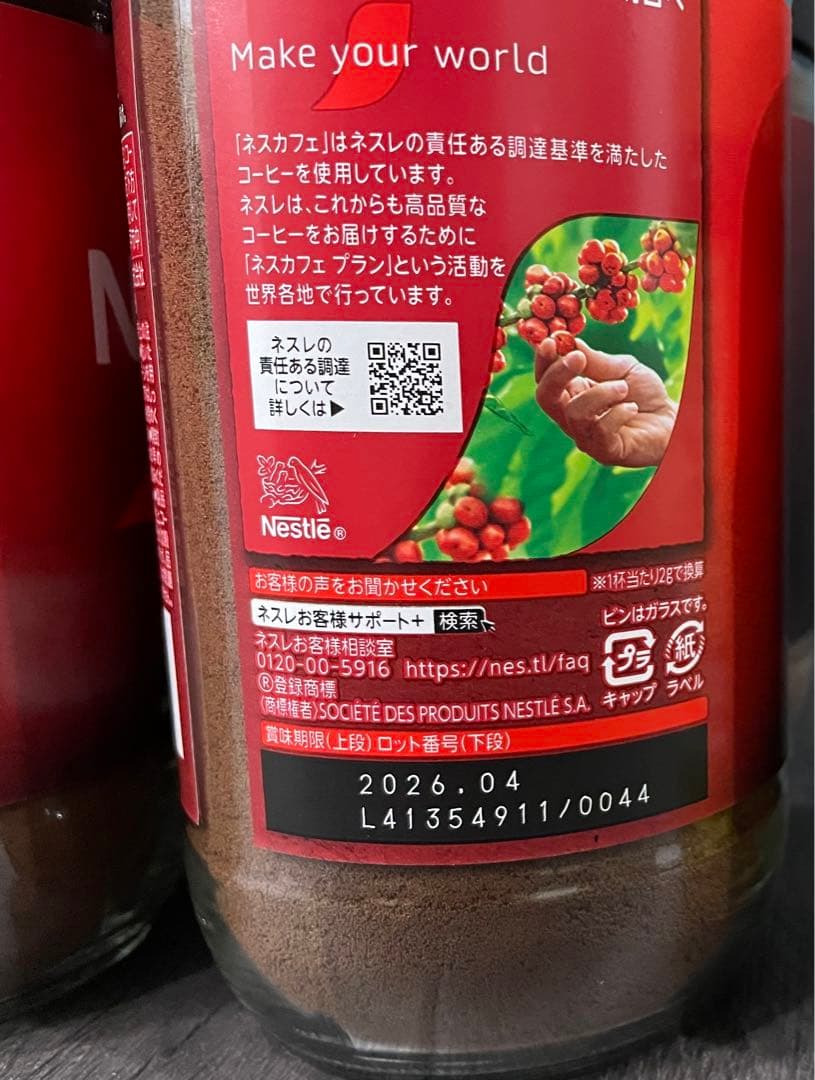 Make your world
「ネスカフェ」はネスレの責任ある調達基準を満たした
コーヒーを使用しています。
ネスレは、これからも高品質な
コーヒーをお届けするために
「ネスカフェ プラン」という活動を
世界各地で行っています。
ネスレの
責任ある調達
について
詳しくは▶
Nestlé®
お客様の声をお聞かせください
※1杯当たり2gで換算
ネスレお客様サポート+ 検索
ビンはガラスです。
ネスレお客様相談室
0120-00-5916 https://nes.tl/faq
プラ
紙
キャップ
ラベル
®登録商標
〈商標権者〉SOCIÉTÉ DES PRODUITS NESTLÉ S.A.
賞味期限(上段) ロット番号(下段)
2026.04
L41354911/0044